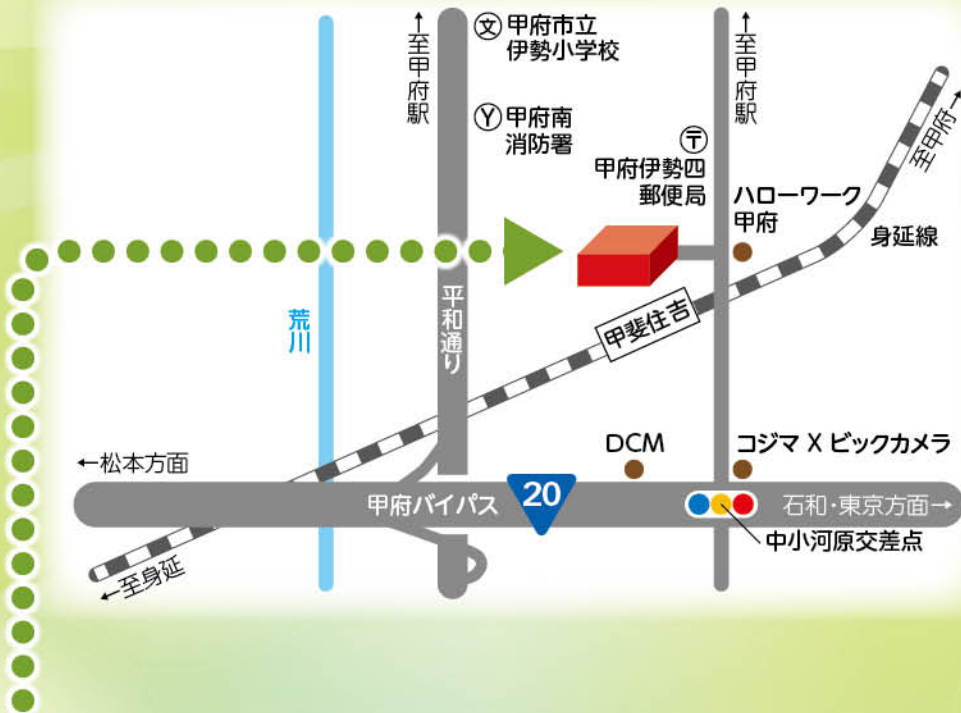 ↑至甲府駅
甲府市立
伊勢小学校
↑至甲府駅
甲府南
消防署
至甲府→
〒
甲府伊勢四
郵便局
ハローワーク
甲府
身延線
荒川
平和通り
甲斐住吉
DCM
コジマ X ビックカメラ
←松本方面
甲府バイパス
20
石和・東京方面→
中小河原交差点
←至身延
文
Y